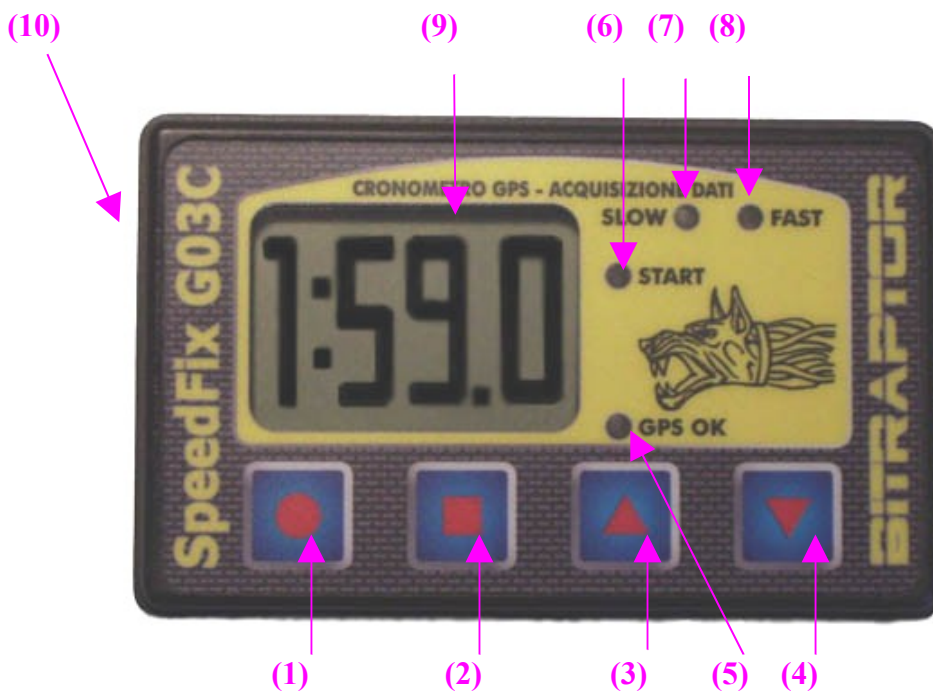 (10) (9) (6) (7) (8)
CRONOMETRO GPS - ACQUISIZIONE DATI
SLOW FAST
START
1:59.0
GPS OK
SpeedFix G03C
BITRAPTOR
(1) (2) (3) (5) (4)